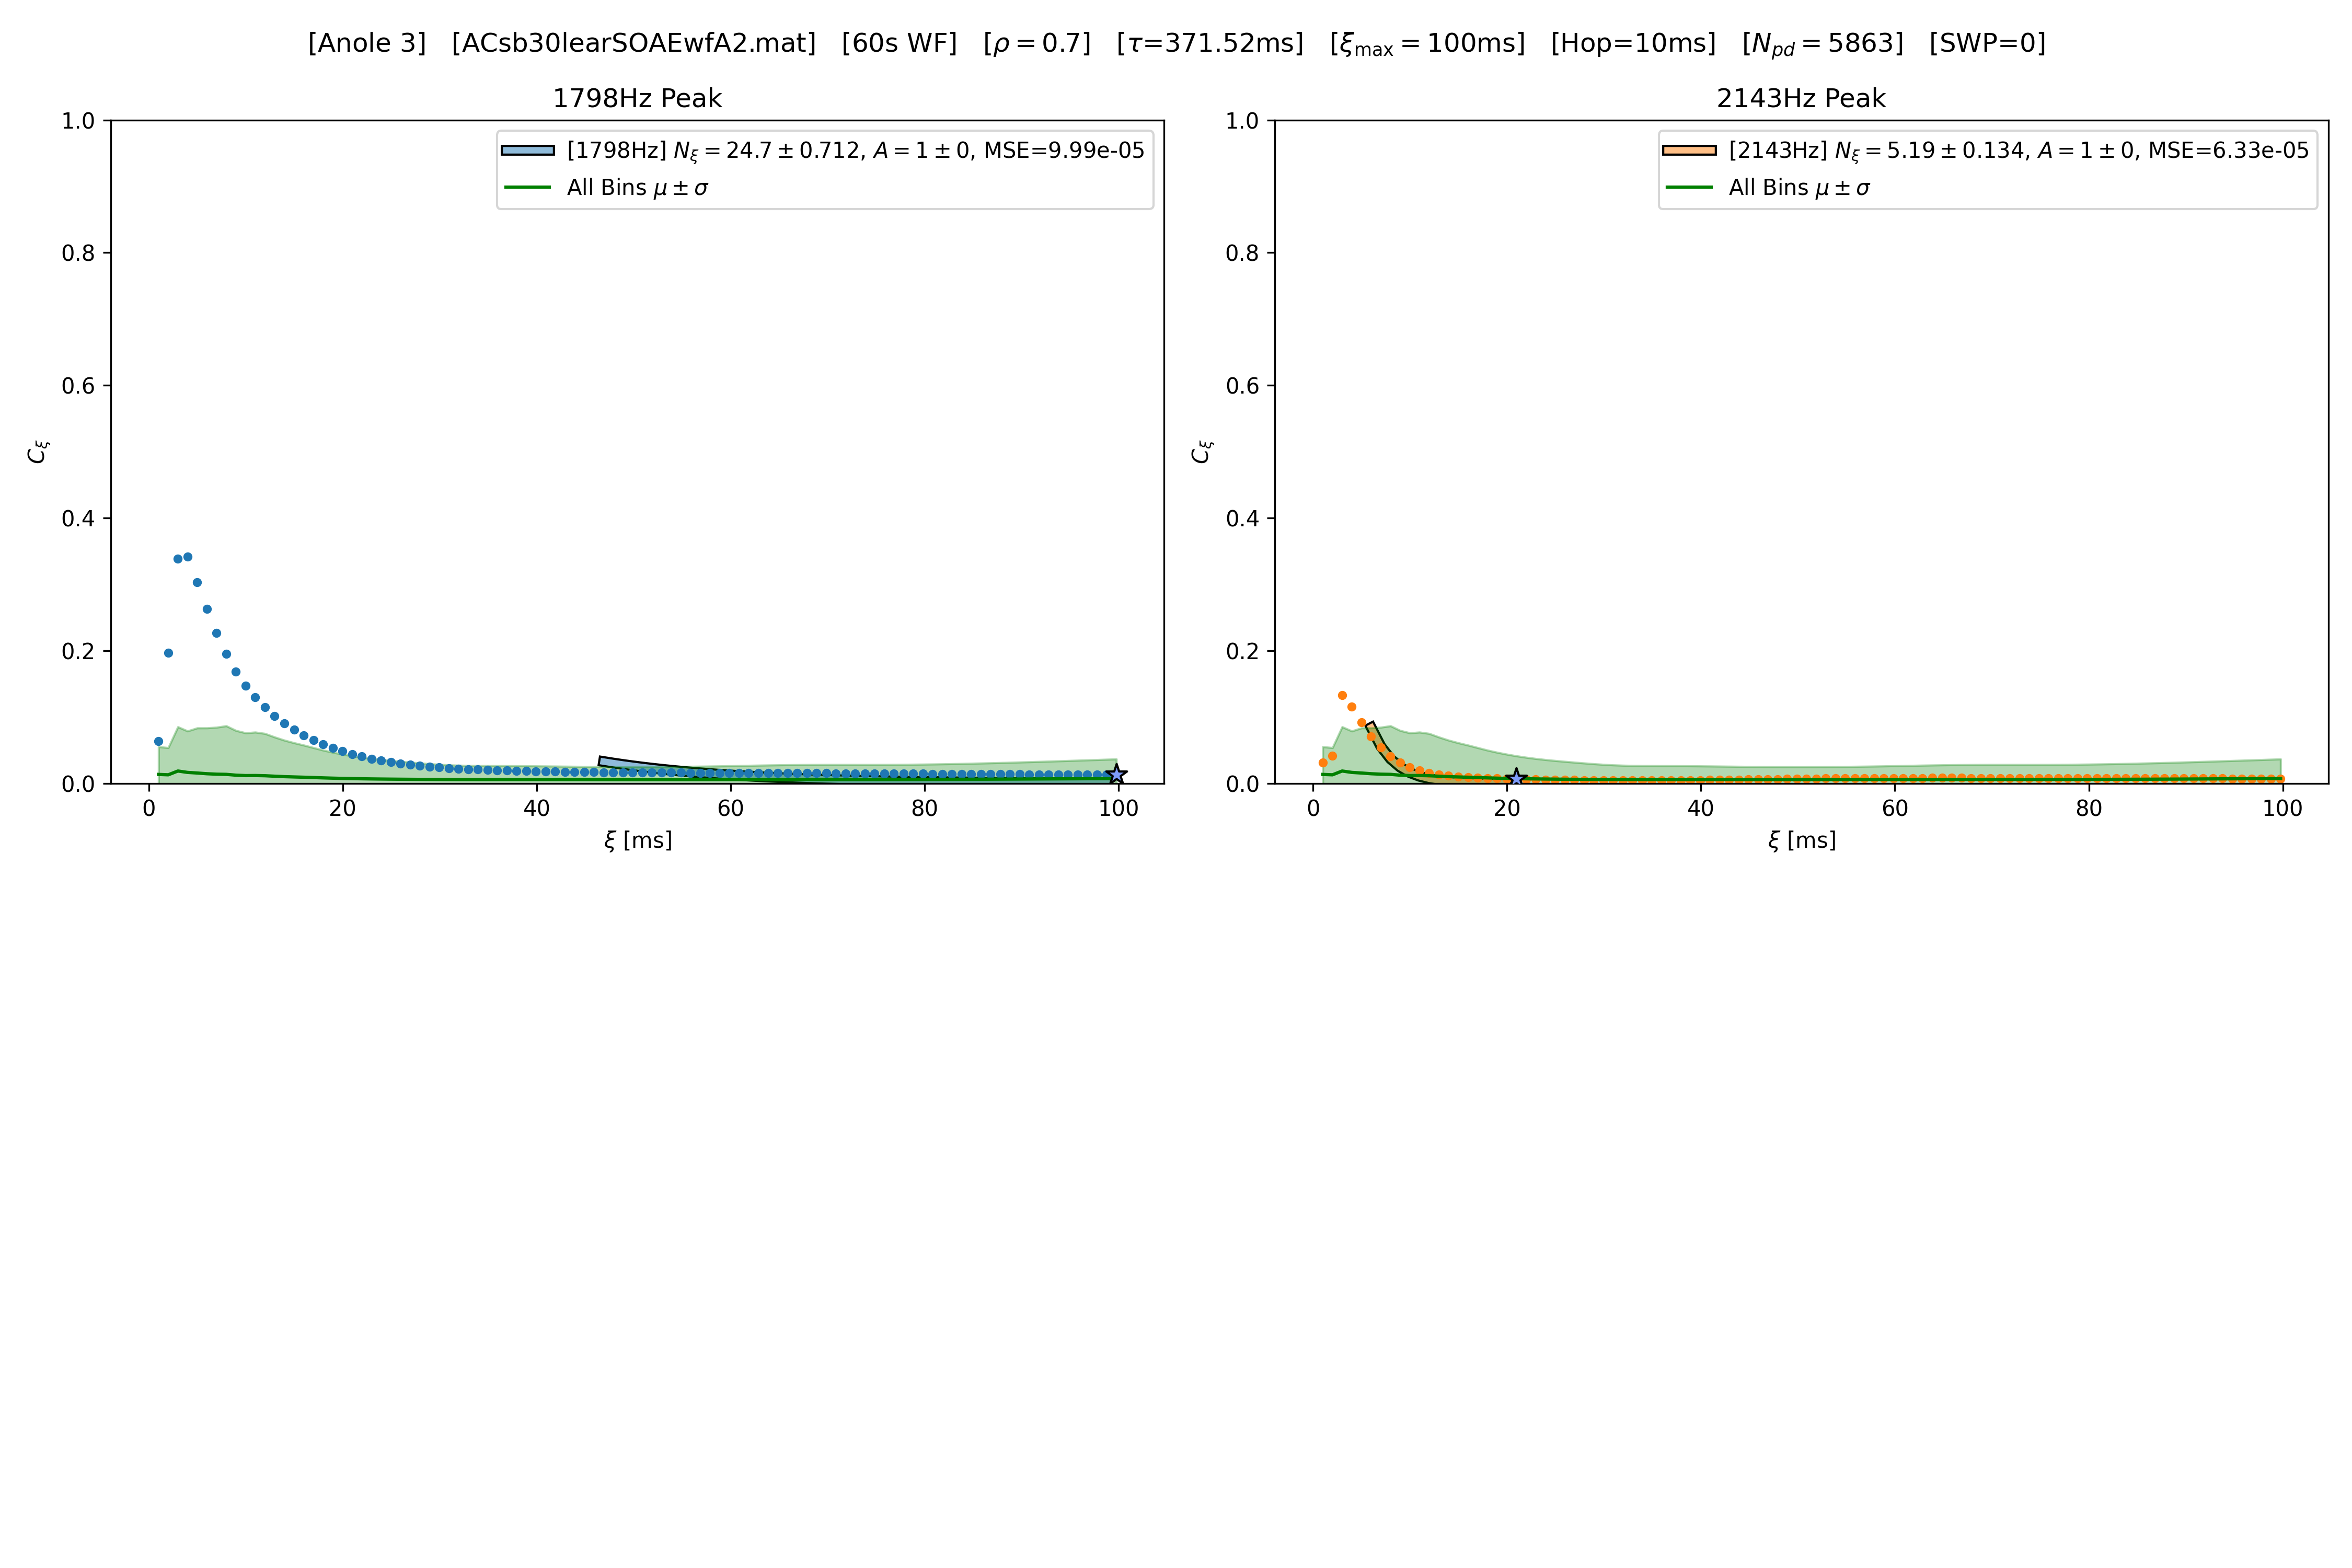 [Anole 3] [ACsb30learSOAEwfA2.mat] [60s WF] [ρ = 0.7] [τ=371.52ms] [ξmax = 100ms] [Hop=10ms] [Npd = 5863] [SWP=0]
1798Hz Peak
[1798Hz] Nξ = 24.7 ± 0.712, A = 1 ± 0, MSE=9.99e-05
All Bins μ ± σ
1.0
0.8
0.6
0.4
0.2
0.0
Cξ
0 20 40 60 80 100
ξ [ms]
2143Hz Peak
[2143Hz] Nξ = 5.19 ± 0.134, A = 1 ± 0, MSE=6.33e-05
All Bins μ ± σ
1.0
0.8
0.6
0.4
0.2
0.0
Cξ
0 20 40 60 80 100
ξ [ms]